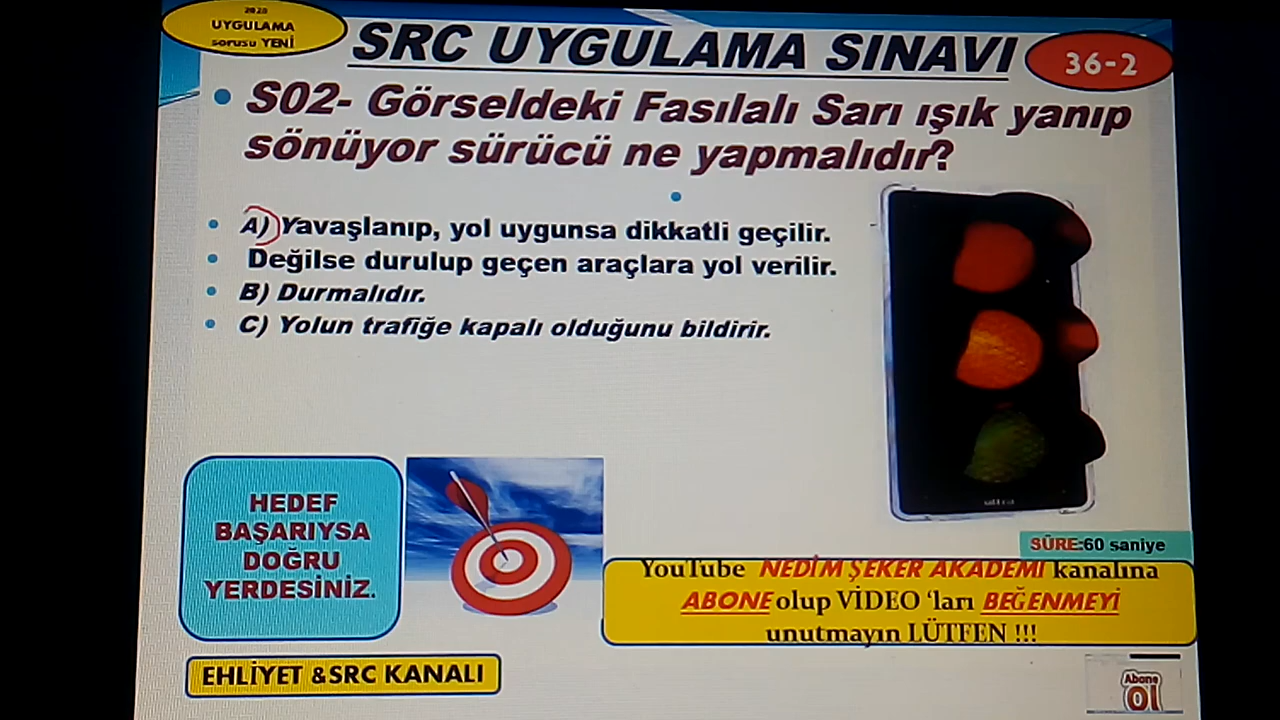 2020
UYGULAMA
sorusu YENİ
SRC UYGULAMA SINAVI
36-2
S02- Görseldeki Fasılalı Sarı ışık yanıp
sönüyor sürücü ne yapmalıdır?
A) Yavaşlanıp, yol uygunsa dikkatli geçilir.
Değilse durulup geçen araçlara yol verilir.
B) Durmalıdır.
C) Yolun trafiğe kapalı olduğunu bildirir.
HEDEF
BAŞARIYSA
DOĞRU
YERDESİNİZ.
SÜRE:60 saniye
YouTube NEDİM ŞEKER AKADEMİ kanalına
ABONE olup VİDEO ‘ları BEĞENMEYİ
unutmayın LÜTFEN !!!
EHLİYET &SRC KANALI
Abone
Ol